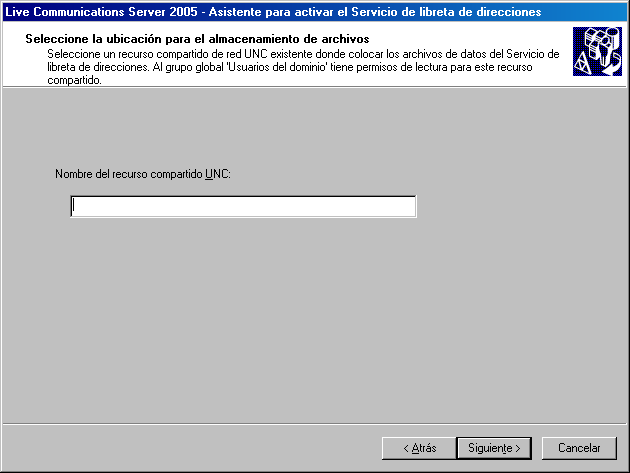 Live Communications Server 2005 - Asistente para activar el Servicio de libreta de direcciones
Seleccione la ubicación para el almacenamiento de archivos
Seleccione un recurso compartido de red UNC existente donde colocar los archivos de datos del Servicio de
libreta de direcciones. Al grupo global 'Usuarios del dominio' tiene permisos de lectura para este recurso
compartido.
Nombre del recurso compartido UNC:
< Atrás
Siguiente >
Cancelar